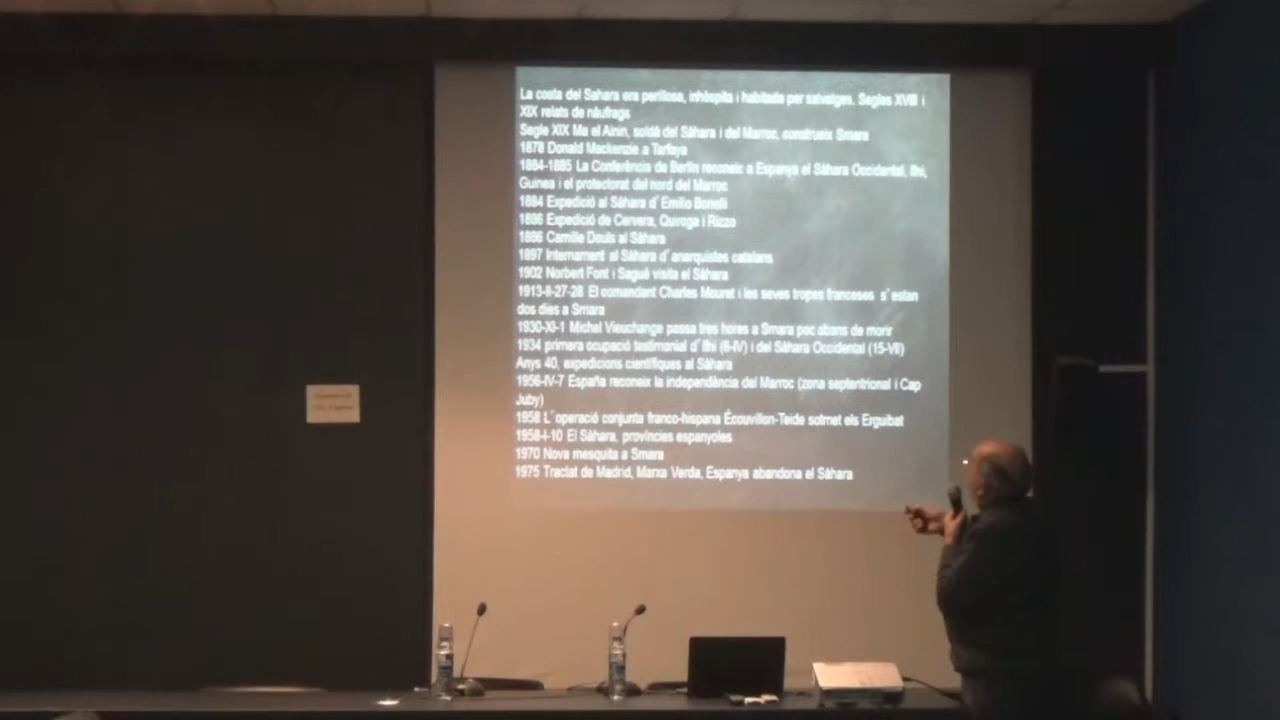 La costa del Sahara era perillosa, inhòspita i habitada per salvatges. Segles XVIII i
XIX relats de nàufrags
Segle XIX Ma el Ainin, soldà del Sàhara i del Marroc, construeix Smara
1878 Donald Mackenzie a Tarfaya
1884-1885 La Conferència de Berlín reconeix a Espanya el Sàhara Occidental, Ifni,
Guinea i el protectorat del nord del Marroc
1884 Expedició al Sàhara d´Emilio Bonelli
1886 Expedició de Cervera, Quiroga i Rizzo
1886 Camille Douls al Sàhara
1897 Internament al Sàhara d´anarquistes catalans
1902 Norbert Font i Sagué visita el Sàhara
1913-II-27-28 El comandant Charles Mouret i les seves tropes franceses s´estan
dos dies a Smara
1930-XI-1 Michel Vieuchange passa tres hores a Smara poc abans de morir
1934 primera ocupació testimonial d´Ifni (6-IV) i del Sàhara Occidental (15-VII)
Anys 40, expedicions científiques al Sàhara
1956-IV-7 España reconeix la independència del Marroc (zona septentrional i Cap
Juby)
1958 L´operació conjunta franco-hispana Écouvillon-Teide sotmet els Erguibat
1958-I-10 El Sàhara, províncies espanyoles
1970 Nova mesquita a Smara
1975 Tractat de Madrid, Marxa Verda, Espanya abandona el Sàhara